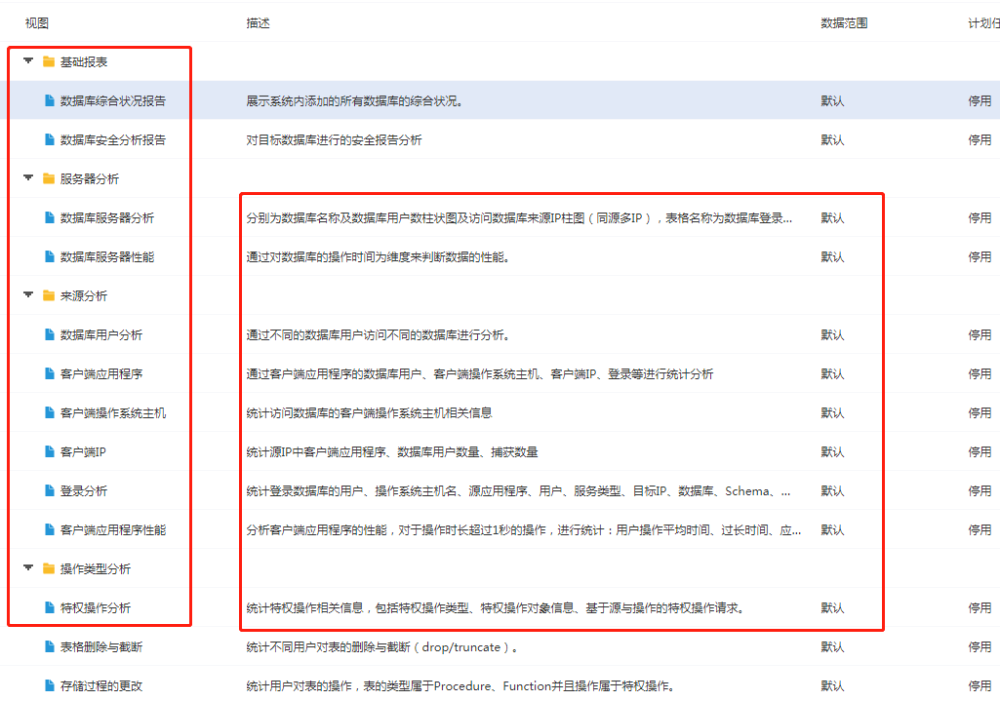 视图 描述 数据范围 计划任
基础报表
数据库综合状况报告 展示系统内添加的所有数据库的综合状况。 默认 停用
数据库安全分析报告 对目标数据库进行的安全报告分析 默认 停用
服务器分析
数据库服务器分析 分别为数据库名称及数据库用户数柱状图及访问数据库来源IP柱图（同源多IP），表格名称为数据库登录... 默认 停用
数据库服务器性能 通过对数据库的操作时间为维度来判断数据的性能。 默认 停用
来源分析
数据库用户分析 通过不同的数据库用户访问不同的数据库进行分析。 默认 停用
客户端应用程序 通过客户端应用程序的数据库用户、客户端操作系统主机、客户端IP、登录等进行统计分析 默认 停用
客户端操作系统主机 统计访问数据库的客户端操作系统主机相关信息 默认 停用
客户端IP 统计源IP中客户端应用程序、数据库用户数量、捕获数量 默认 停用
登录分析 统计登录数据库的用户、操作系统主机名、源应用程序、用户、服务类型、目标IP、数据库、Schema、... 默认 停用
客户端应用程序性能 分析客户端应用程序的性能，对于操作时长超过1秒的操作，进行统计：用户操作平均时间、过长时间、应... 默认 停用
操作类型分析
特权操作分析 统计特权操作相关信息，包括特权操作类型、特权操作对象信息、基于源与操作的特权操作请求。 默认 停用
表格删除与截断 统计不同用户对表的删除与截断（drop/truncate）。 默认 停用
存储过程的更改 统计用户对表的操作，表的类型属于Procedure、Function并且操作属于特权操作。 默认 停用